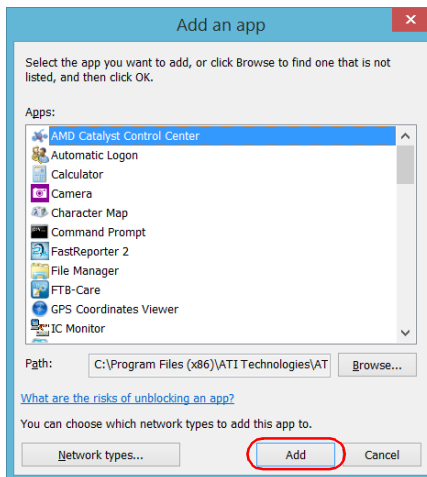 Add an app
Select the app you want to add, or click Browse to find one that is not
listed, and then click OK.
Apps:
AMD Catalyst Control Center
Automatic Logon
Calculator
Camera
Character Map
Command Prompt
FastReporter 2
File Manager
FTB-Care
GPS Coordinates Viewer
IC Monitor
Path: C:\Program Files (x86)\ATI Technologies\AT Browse...
What are the risks of unblocking an app?
You can choose which network types to add this app to.
Network types... Add Cancel